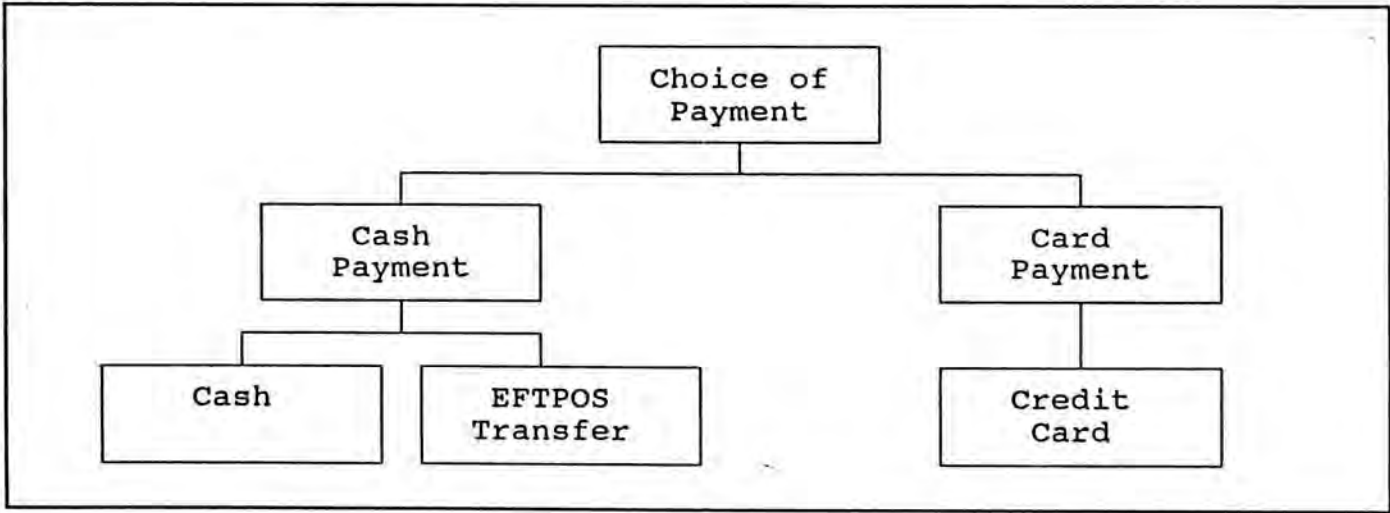 Choice of
Payment
Cash
Payment
Card
Payment
Cash
EFTPOS
Transfer
Credit
Card